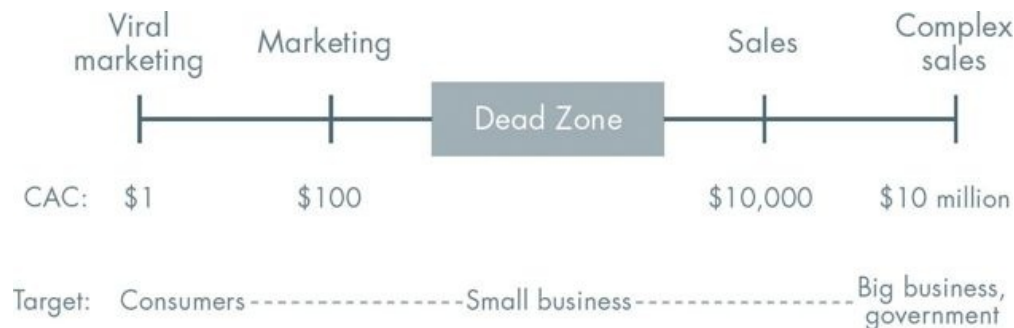 Viral
marketing
Marketing
Sales
Complex
sales
Dead Zone
CAC: $1 $100 $10,000 $10 million
Target: Consumers Small business Big business,
government